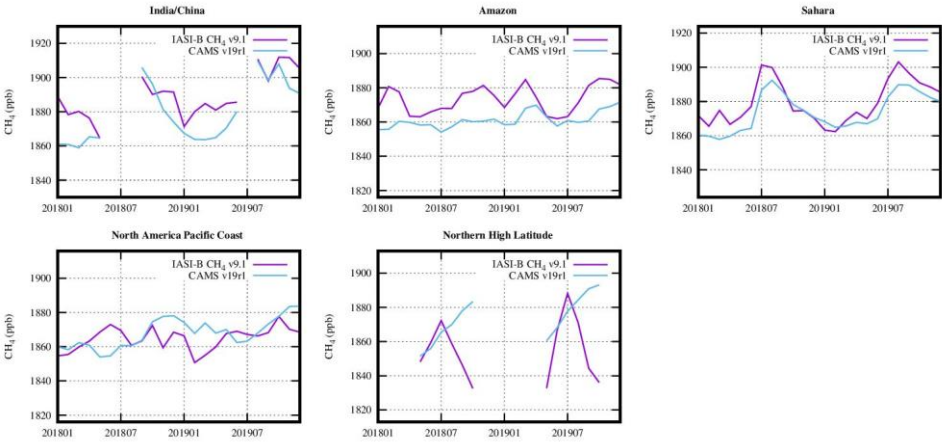 India/China
1920
1900
1880
1860
1840
CH4 (ppb)
IASI-B CH4 v9.1
CAMS v19r1
201801
201807
201901
201907
Amazon
1900
1880
1860
1840
1820
CH4 (ppb)
IASI-B CH4 v9.1
CAMS v19r1
201801
201807
201901
201907
Sahara
1920
1900
1880
1860
1840
CH4 (ppb)
IASI-B CH4 v9.1
CAMS v19r1
201801
201807
201901
201907
North America Pacific Coast
1900
1880
1860
1840
1820
CH4 (ppb)
IASI-B CH4 v9.1
CAMS v19r1
201801
201807
201901
201907
Northern High Latitude
1900
1880
1860
1840
1820
CH4 (ppb)
IASI-B CH4 v9.1
CAMS v19r1
201801
201807
201901
201907